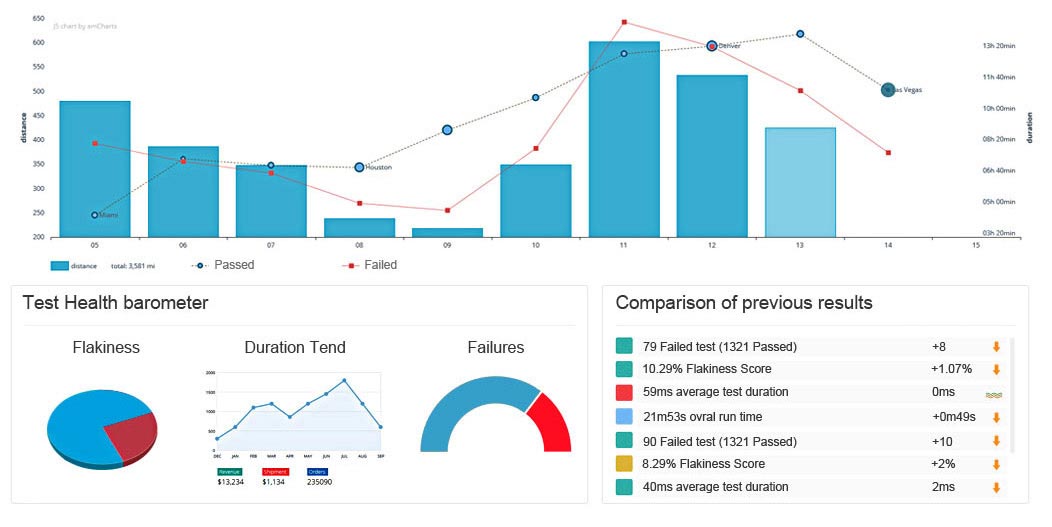 650
600
550
500
450
400
350
300
250
200
distance
JS chart by amCharts
Miami
Houston
Denver
Las Vegas
13h 20min
11h 40min
10h 00min
08h 20min
06h 40min
05h 00min
03h 20min
duration
05 06 07 08 09 10 11 12 13 14 15
distance total: 3,581 mi Passed Failed
Test Health barometer
Flakiness
Duration Tend
2000
1500
1000
500
0
DEC JAN FEB MAR APR MAY JUN JUL AUG SEP
Revenue Shipment Orders
$13,234 $1,134 235090
Failures
Comparison of previous results
79 Failed test (1321 Passed) +8
10.29% Flakiness Score +1.07%
59ms average test duration 0ms
21m53s ovral run time +0m49s
90 Failed test (1321 Passed) +10
8.29% Flakiness Score +2%
40ms average test duration 2ms